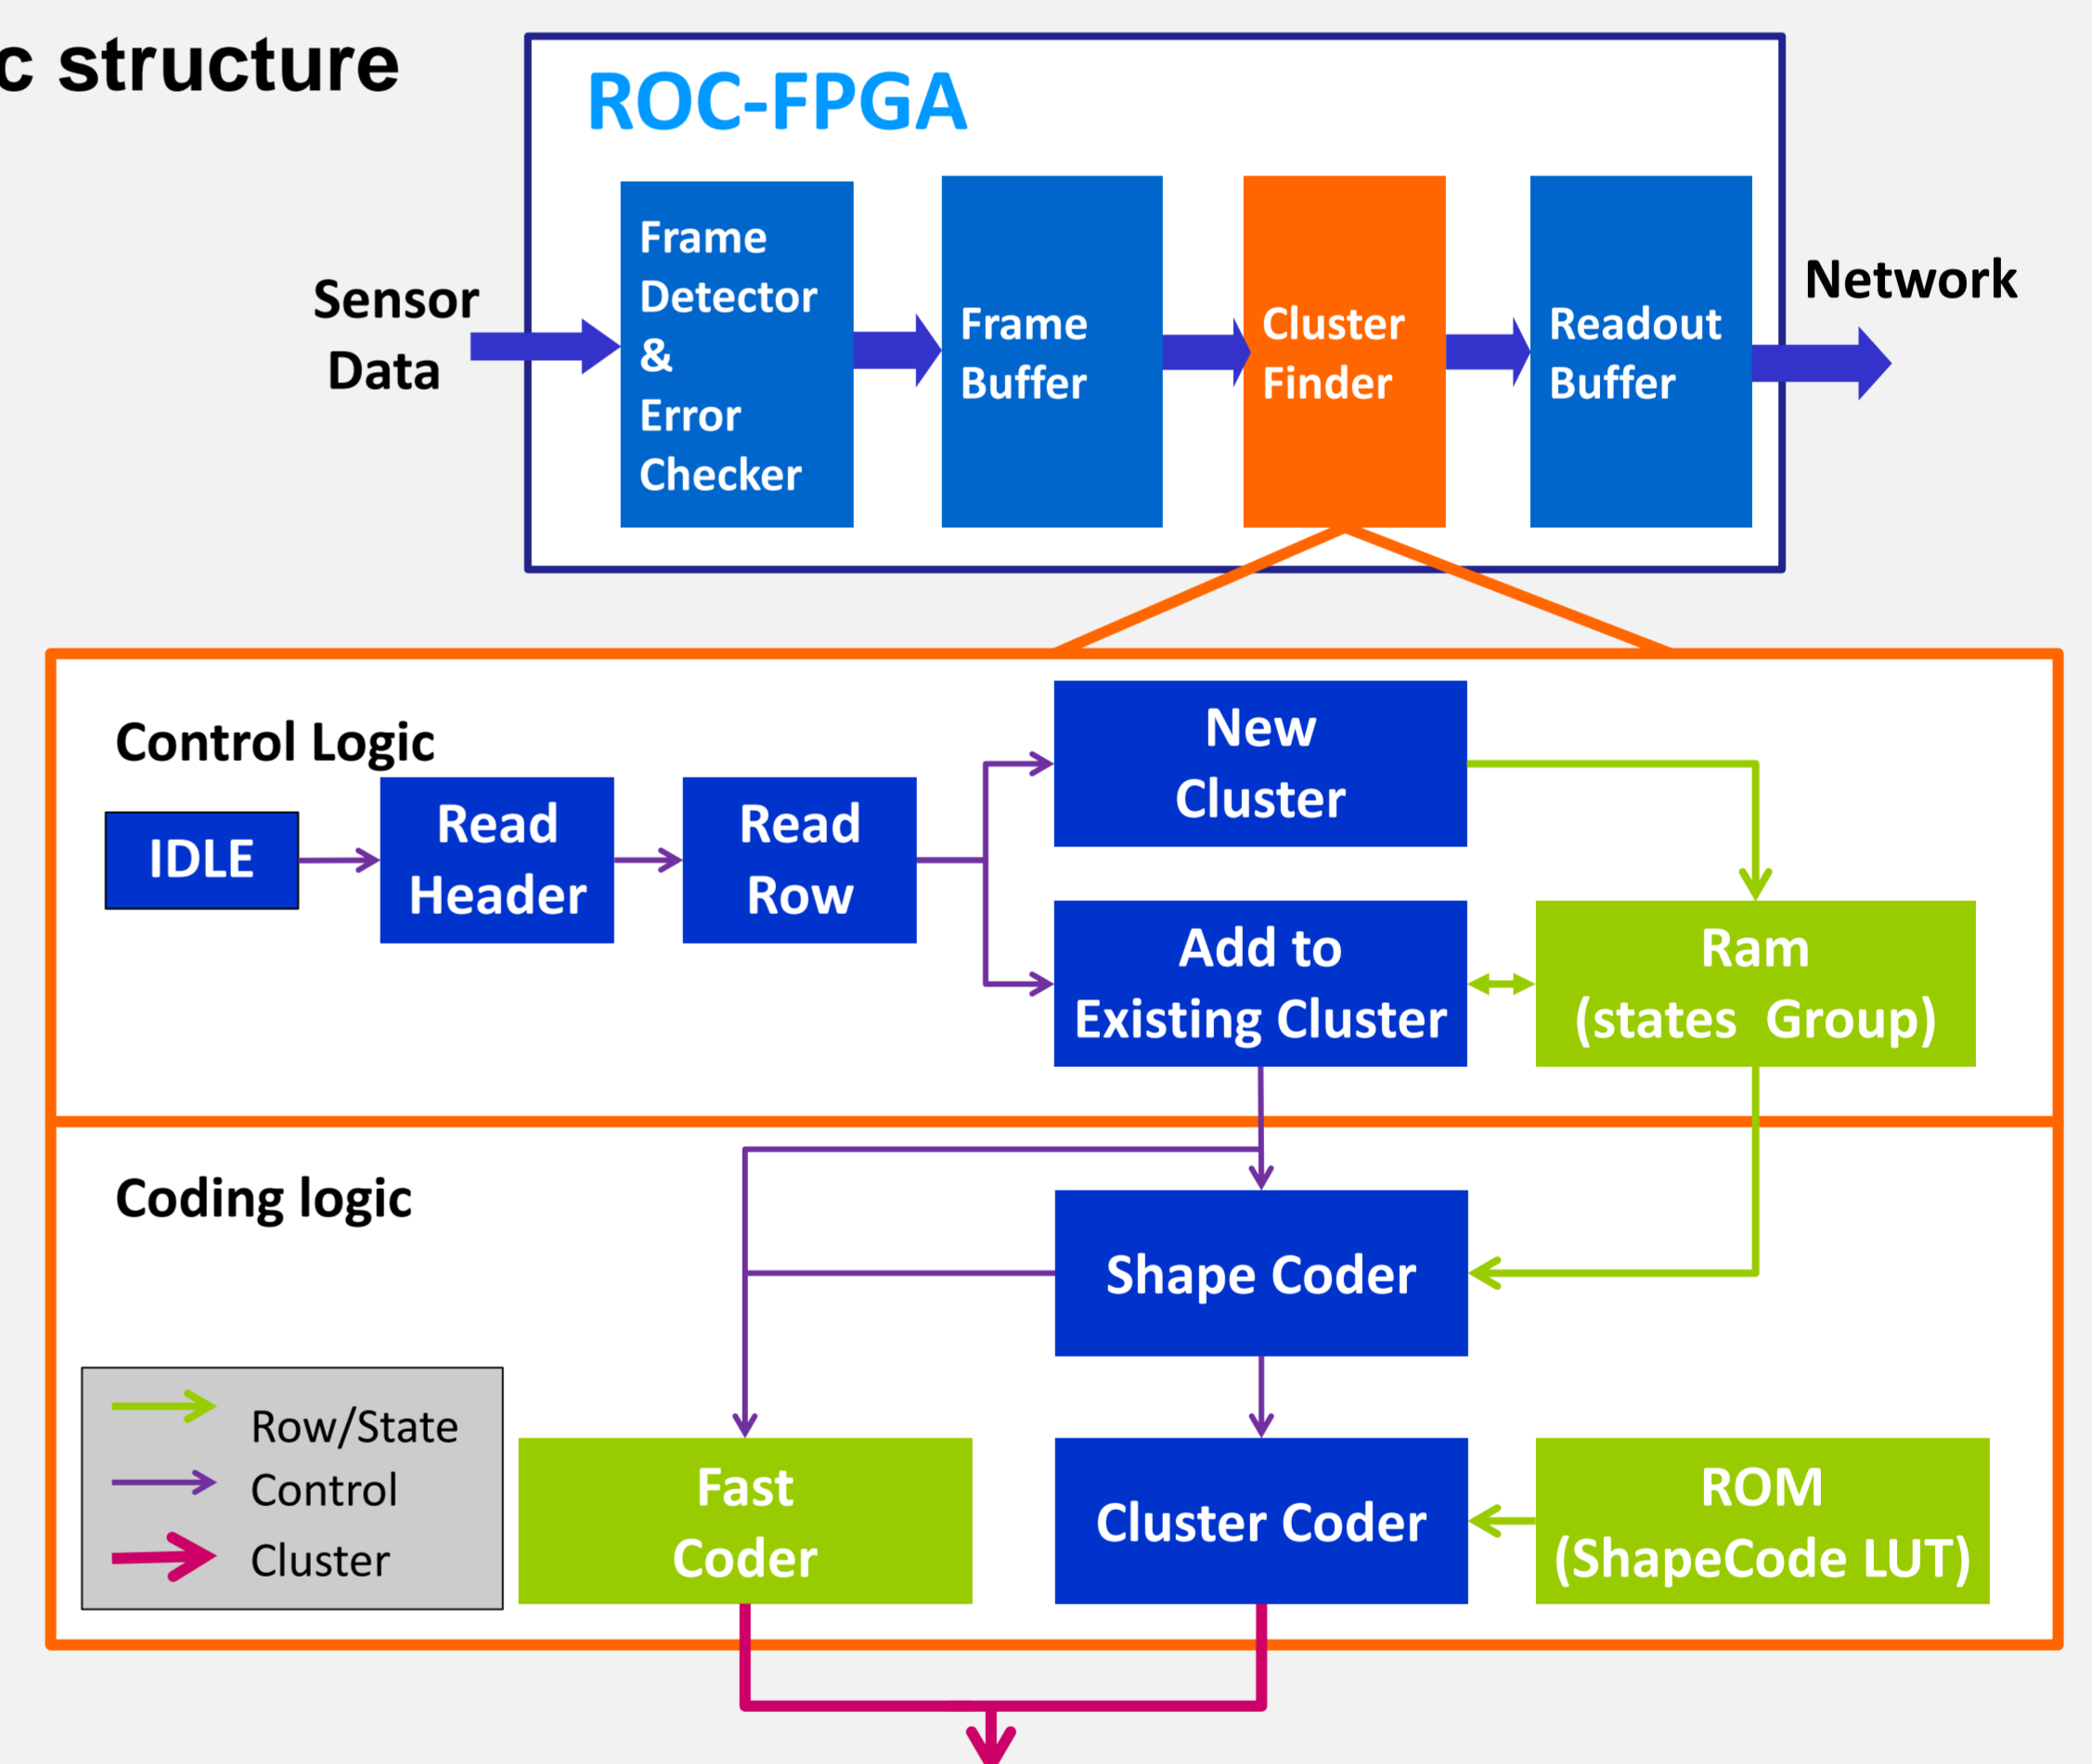 c structure
ROC-FPGA
Sensor
Data
Frame
Detector
&
Error
Checker
Frame
Buffer
Cluster
Finder
Readout
Buffer
Network
Control Logic
IDLE
Read
Header
Read
Row
New
Cluster
Add to
Existing Cluster
Ram
(states Group)
Coding logic
Shape Coder
Row/State
Control
Cluster
Fast
Coder
Cluster Coder
ROM
(ShapeCode LUT)